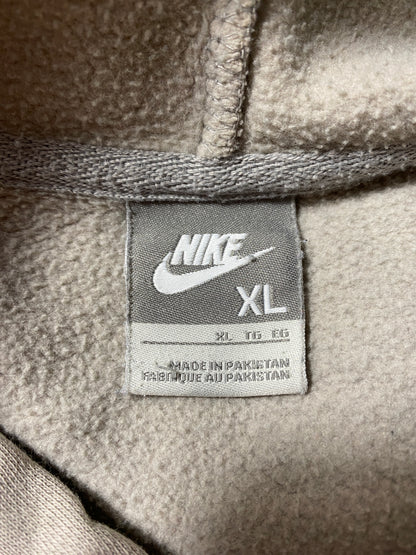 NIKE
XL
XL TG EG
MADE IN PAKISTAN
FABRIQUE AU PAKISTAN